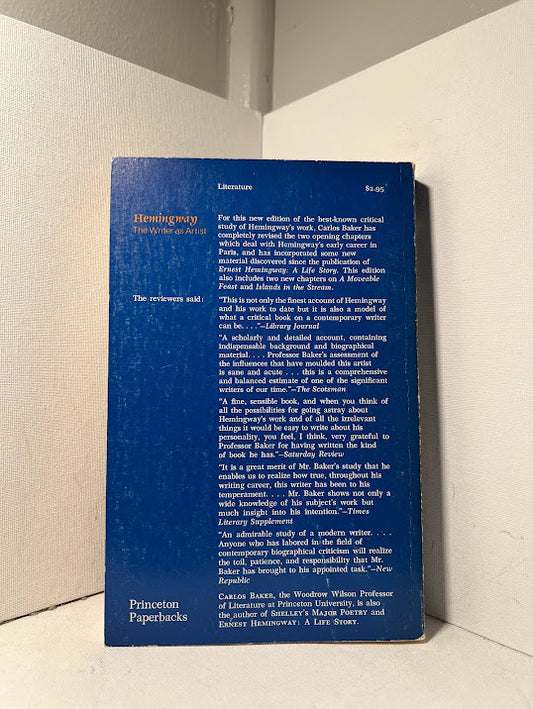 Literature $2.95
Hemingway
The Writer as Artist
For this new edition of the best-known critical
study of Hemingway's work, Carlos Baker has
completely revised the two opening chapters
which deal with Hemingway's early career in
Paris, and has incorporated some new
material discovered since the publication of
Ernest Hemingway: A Life Story. This edition
also includes two new chapters on A Moveable
Feast and Islands in the Stream.
The reviewers said:
"This is not only the finest account of Hemingway
and his work to date but it is also a model of
what a critical book on a contemporary writer
can be. . . ."—Library Journal
"A scholarly and detailed account, containing
indispensable background and biographical
material. . . . Professor Baker's assessment of
the influences that have moulded this artist
is sane and acute . . . this is a comprehensive
and balanced estimate of one of the significant
writers of our time."—The Scotsman
"A fine, sensible book, and when you think of
all the possibilities for going astray about
Hemingway's work and of all the irrelevant
things it would be easy to write about his
personality, you feel, I think, very grateful to
Professor Baker for having written the kind
of book he has."—Saturday Review
"It is a great merit of Mr. Baker's study that he
enables us to realize how true, throughout his
writing career, this writer has been to his
temperament. . . . Mr. Baker shows not only a
wide knowledge of his subject's work but
much insight into his intention."—Times
Literary Supplement
"An admirable study of a modern writer. . . .
Anyone who has labored in the field of
contemporary biographical criticism will realize
the toil, patience, and responsibility that Mr.
Baker has brought to his appointed task."—New
Republic
CARLOS BAKER, the Woodrow Wilson Professor
of Literature at Princeton University, is also
the author of SHELLEY'S MAJOR POETRY and
ERNEST HEMINGWAY: A LIFE STORY.
Princeton
Paperbacks